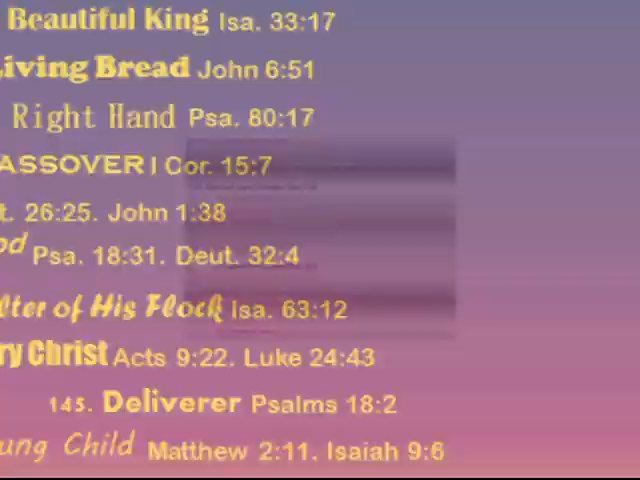 Beautiful King Isa. 33:17
iving Bread John 6:51
Right Hand Psa. 80:17
ASSOVER I Cor. 15:7
t. 26:25. John 1:38
od Psa. 18:31. Deut. 32:4
lter of His Flock Isa. 63:12
ry Christ Acts 9:22. Luke 24:43
145. Deliverer Psalms 18:2
ung Child Matthew 2:11. Isaiah 9:6